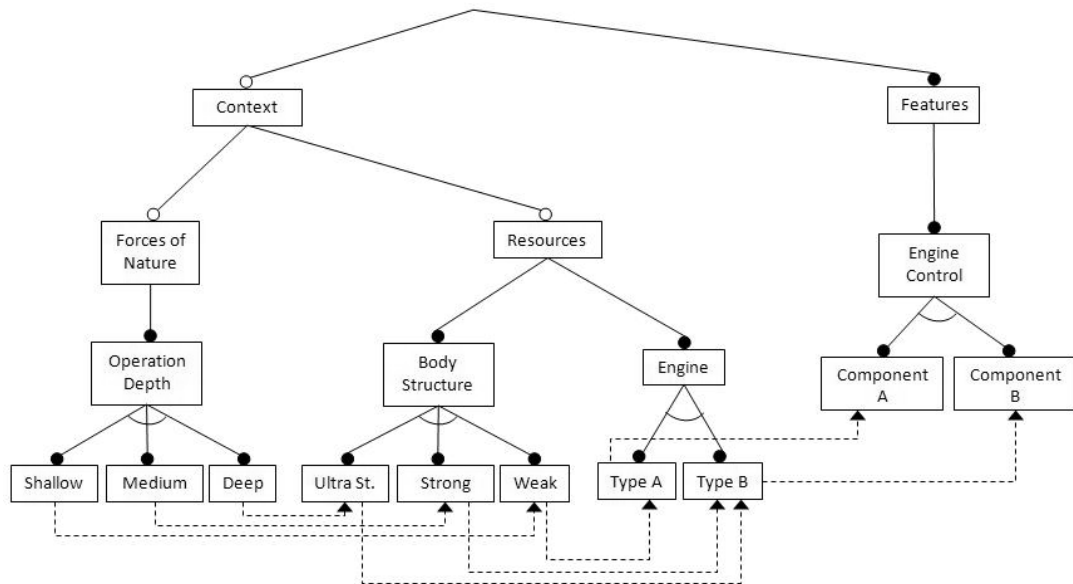 Context
Features
Forces of
Nature
Resources
Engine
Control
Operation
Depth
Body
Structure
Engine
Component
A
Component
B
Shallow
Medium
Deep
Ultra St.
Strong
Weak
Type A
Type B